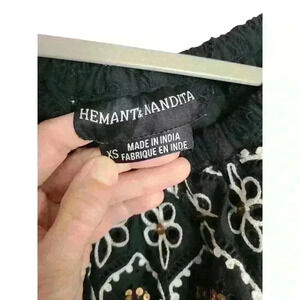 HEMANT & NANDITA
XS
MADE IN INDIA
FABRIQUE EN INDE